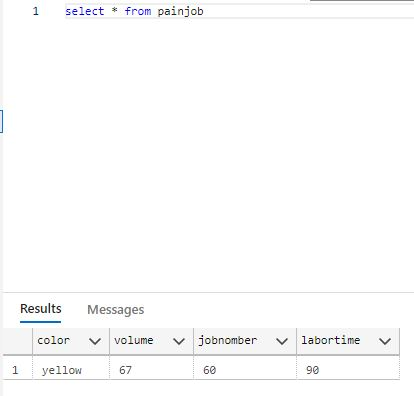 1 select * from painjob
Results Messages
color volume jobnomber labortime
1 yellow 67 60 90